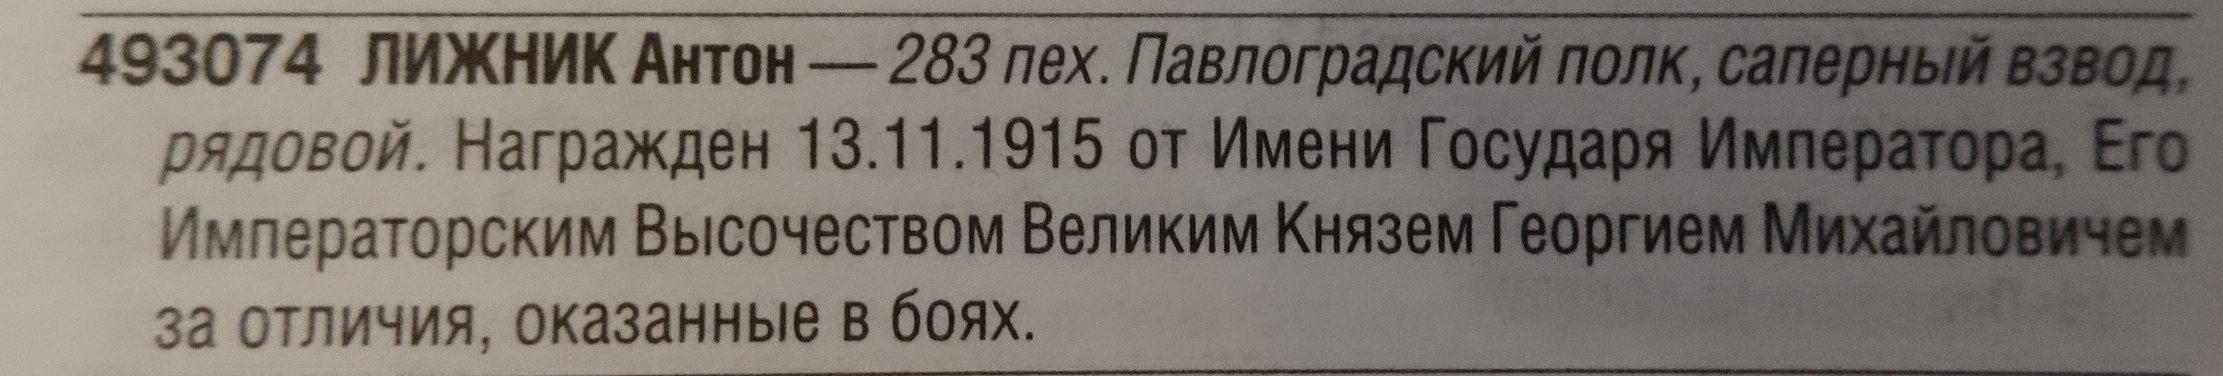 493074 ЛИЖНИК Антон — 283 пех. Павлоградский полк, саперный взвод,
рядовой. Награжден 13.11.1915 от Имени Государя Императора, Его
Императорским Высочеством Великим Князем Георгием Михайловичем
за отличия, оказанные в боях.